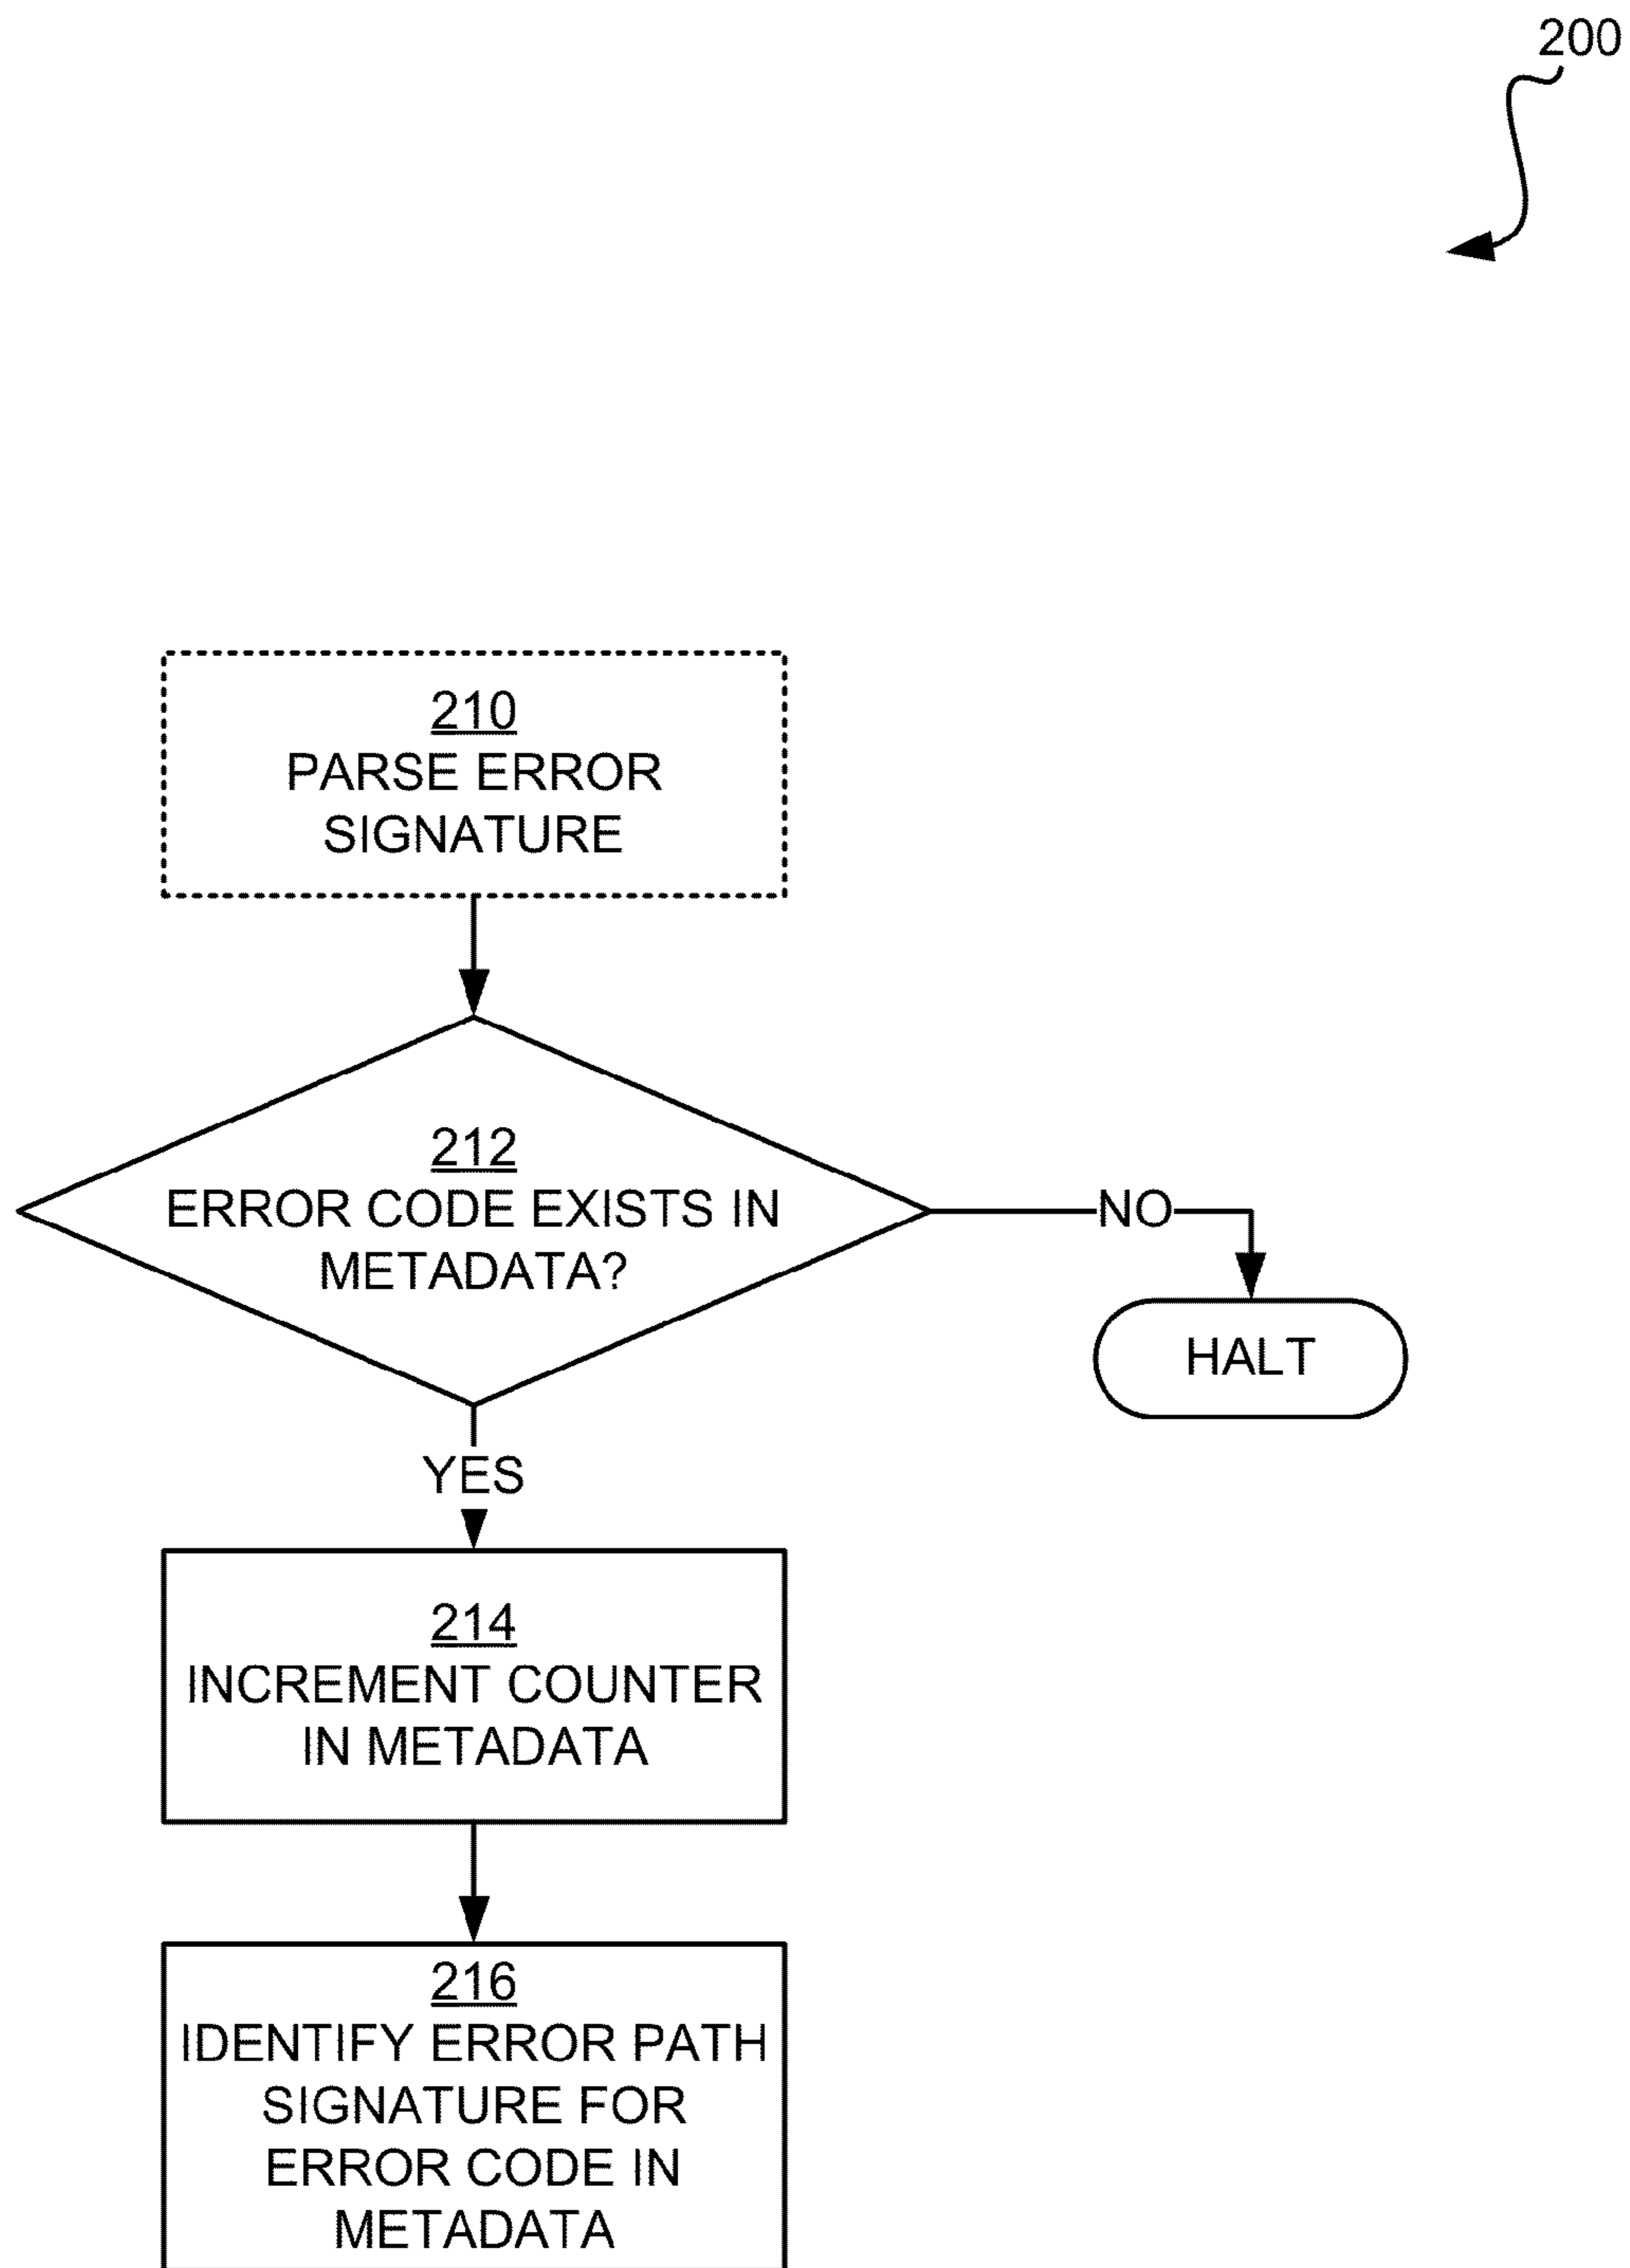 200
210
PARSE ERROR
SIGNATURE
212
ERROR CODE EXISTS IN
METADATA?
NO
HALT
YES
214
INCREMENT COUNTER
IN METADATA
216
IDENTIFY ERROR PATH
SIGNATURE FOR
ERROR CODE IN
METADATA